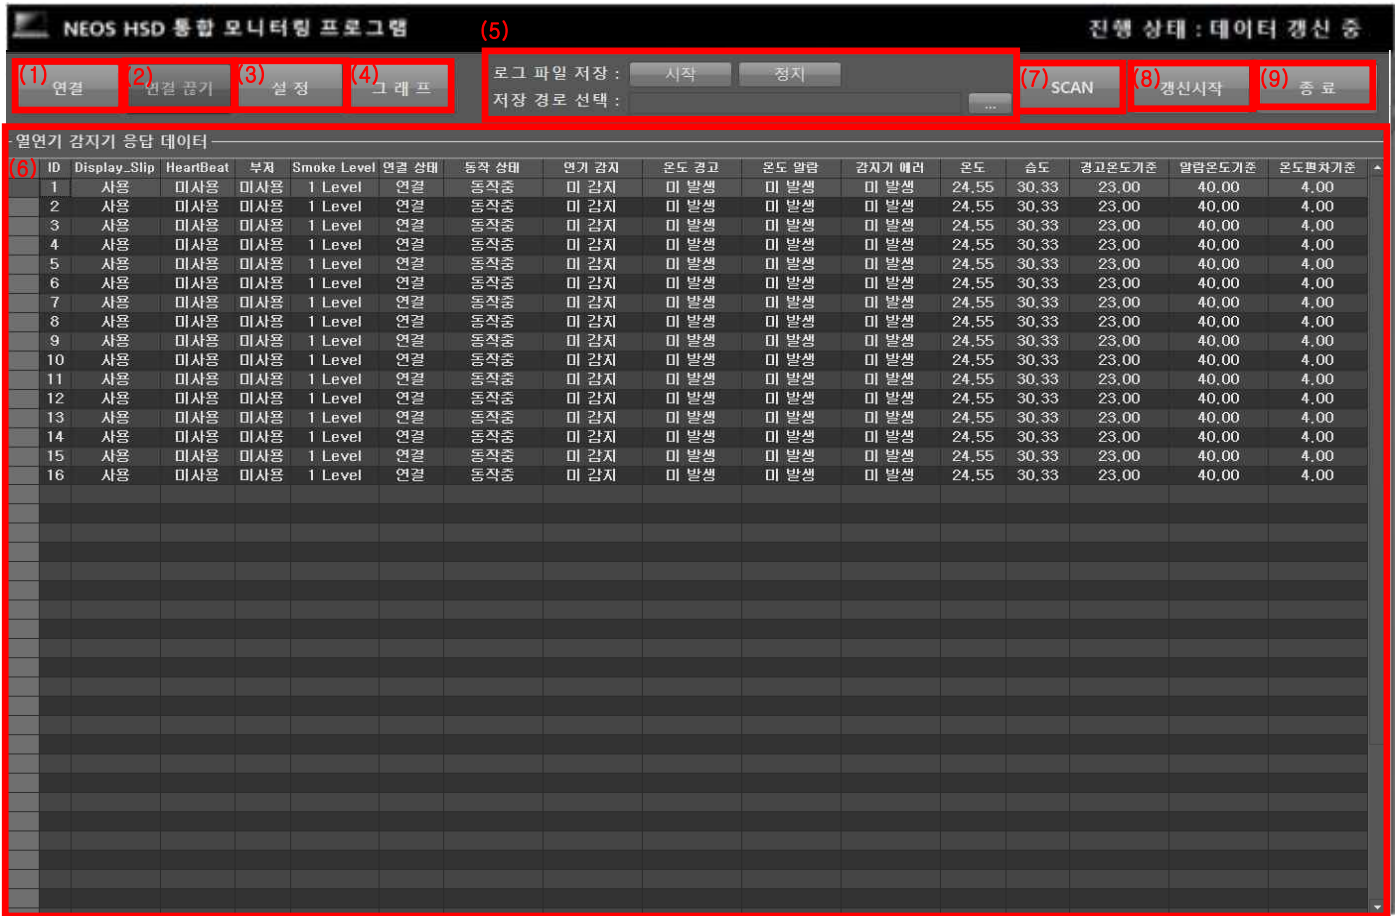 NEOS HSD 통합 모니터링 프로그램
(5)
진행 상태 : 데이터 갱신 중
(1) 연결
(2) 연결 끊기
(3) 설 정
(4) 그 래 프
로그 파일 저장 : 시작 정지
저장 경로 선택 : ...
(7) SCAN
(8) 갱신시작
(9) 종 료
열연기 감지기 응답 데이터
(6) ID Display_Slip HeartBeat 부저 Smoke Level 연결 상태 동작 상태 연기 감지 온도 경고 온도 알람 감지기 에러 온도 습도 경고온도기준 알람온도기준 온도편차기준
1 사용 미사용 미사용 1 Level 연결 동작중 미 감지 미 발생 미 발생 미 발생 24.55 30.33 23.00 40.00 4.00
2 사용 미사용 미사용 1 Level 연결 동작중 미 감지 미 발생 미 발생 미 발생 24.55 30.33 23.00 40.00 4.00
3 사용 미사용 미사용 1 Level 연결 동작중 미 감지 미 발생 미 발생 미 발생 24.55 30.33 23.00 40.00 4.00
4 사용 미사용 미사용 1 Level 연결 동작중 미 감지 미 발생 미 발생 미 발생 24.55 30.33 23.00 40.00 4.00
5 사용 미사용 미사용 1 Level 연결 동작중 미 감지 미 발생 미 발생 미 발생 24.55 30.33 23.00 40.00 4.00
6 사용 미사용 미사용 1 Level 연결 동작중 미 감지 미 발생 미 발생 미 발생 24.55 30.33 23.00 40.00 4.00
7 사용 미사용 미사용 1 Level 연결 동작중 미 감지 미 발생 미 발생 미 발생 24.55 30.33 23.00 40.00 4.00
8 사용 미사용 미사용 1 Level 연결 동작중 미 감지 미 발생 미 발생 미 발생 24.55 30.33 23.00 40.00 4.00
9 사용 미사용 미사용 1 Level 연결 동작중 미 감지 미 발생 미 발생 미 발생 24.55 30.33 23.00 40.00 4.00
10 사용 미사용 미사용 1 Level 연결 동작중 미 감지 미 발생 미 발생 미 발생 24.55 30.33 23.00 40.00 4.00
11 사용 미사용 미사용 1 Level 연결 동작중 미 감지 미 발생 미 발생 미 발생 24.55 30.33 23.00 40.00 4.00
12 사용 미사용 미사용 1 Level 연결 동작중 미 감지 미 발생 미 발생 미 발생 24.55 30.33 23.00 40.00 4.00
13 사용 미사용 미사용 1 Level 연결 동작중 미 감지 미 발생 미 발생 미 발생 24.55 30.33 23.00 40.00 4.00
14 사용 미사용 미사용 1 Level 연결 동작중 미 감지 미 발생 미 발생 미 발생 24.55 30.33 23.00 40.00 4.00
15 사용 미사용 미사용 1 Level 연결 동작중 미 감지 미 발생 미 발생 미 발생 24.55 30.33 23.00 40.00 4.00
16 사용 미사용 미사용 1 Level 연결 동작중 미 감지 미 발생 미 발생 미 발생 24.55 30.33 23.00 40.00 4.00